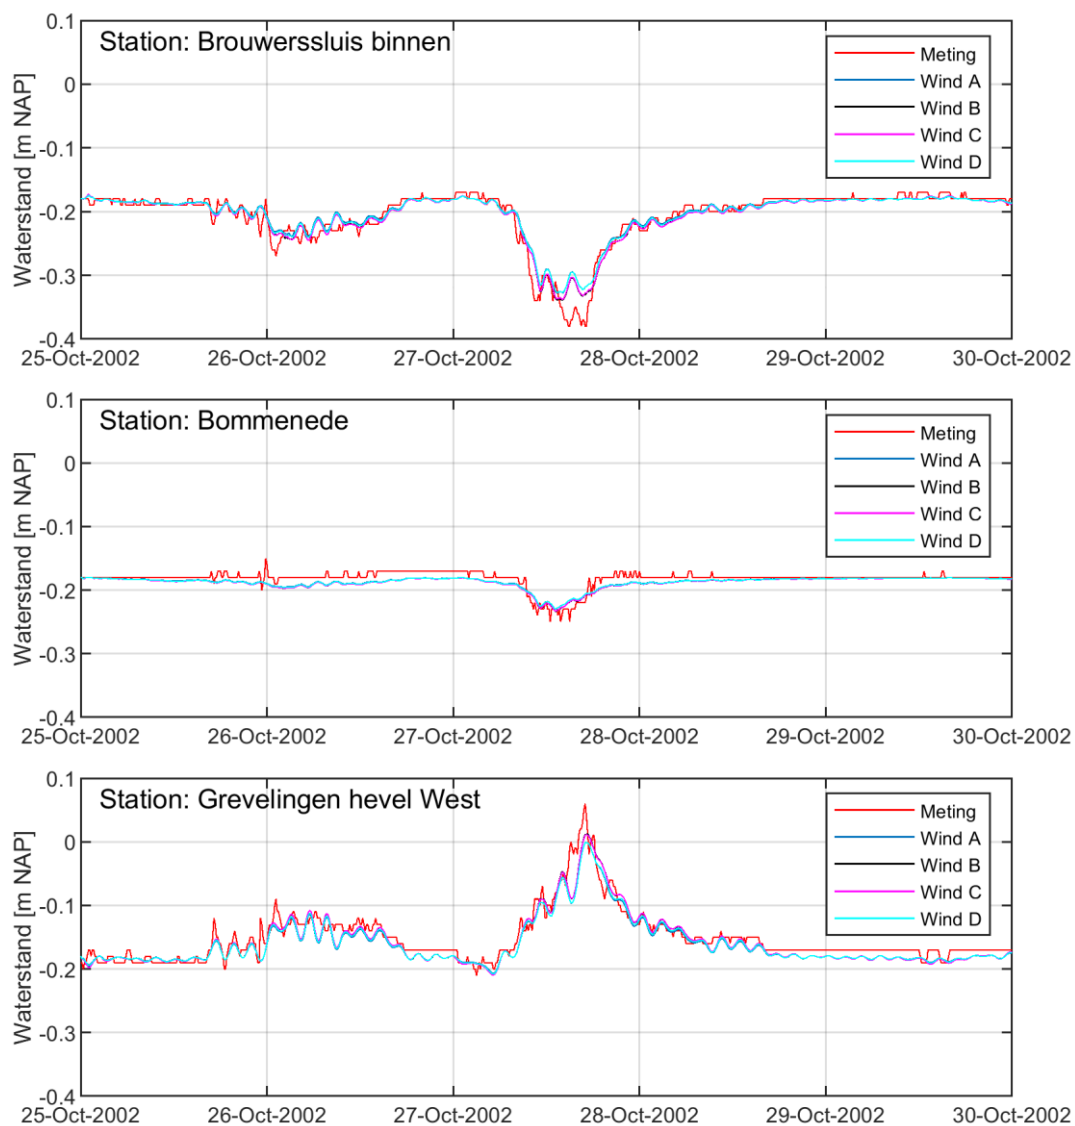 0.1
Station: Brouwerssluis binnen
Meting
Wind A
Wind B
Wind C
Wind D
0
-0.1
-0.2
-0.3
-0.4
Waterstand [m NAP]
25-Oct-2002 26-Oct-2002 27-Oct-2002 28-Oct-2002 29-Oct-2002 30-Oct-2002
0.1
Station: Bommenede
Meting
Wind A
Wind B
Wind C
Wind D
0
-0.1
-0.2
-0.3
-0.4
Waterstand [m NAP]
25-Oct-2002 26-Oct-2002 27-Oct-2002 28-Oct-2002 29-Oct-2002 30-Oct-2002
0.1
Station: Grevelingen hevel West
Meting
Wind A
Wind B
Wind C
Wind D
0
-0.1
-0.2
-0.3
-0.4
Waterstand [m NAP]
25-Oct-2002 26-Oct-2002 27-Oct-2002 28-Oct-2002 29-Oct-2002 30-Oct-2002